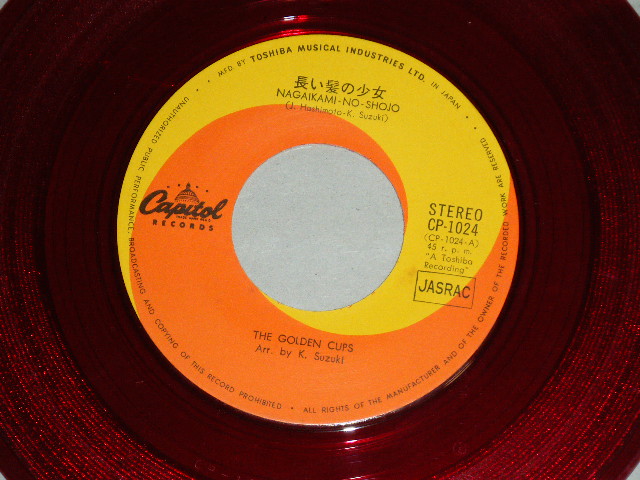 MFD. BY TOSHIBA MUSICAL INDUSTRIES LTD. IN JAPAN.
長い髪の少女
NAGAIKAMI-NO-SHOJO
(J. Hashimoto-K. Suzuki)
Capitol
RECORDS
STEREO
CP-1024
(CP-1024-A)
45 r. p. m.
"A Toshiba
Recording"
JASRAC
THE GOLDEN CUPS
Arr. by K. Suzuki
UNAUTHORIZED PUBLIC PERFORMANCE, BROADCASTING AND COPYING OF THIS RECORD PROHIBITED • ALL RIGHTS OF THE MANUFACTURER AND OF THE OWNER OF THE RECORDED WORK ARE RESERVED